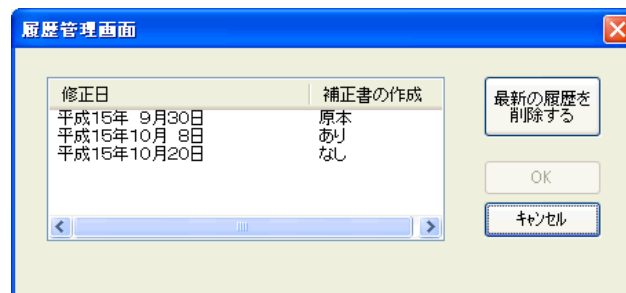 履歴管理画面
修正日 補正書の作成
平成15年 9月30日 原本
平成15年10月 8日 あり
平成15年10月20日 なし
最新の履歴を
削除する
OK
キャンセル